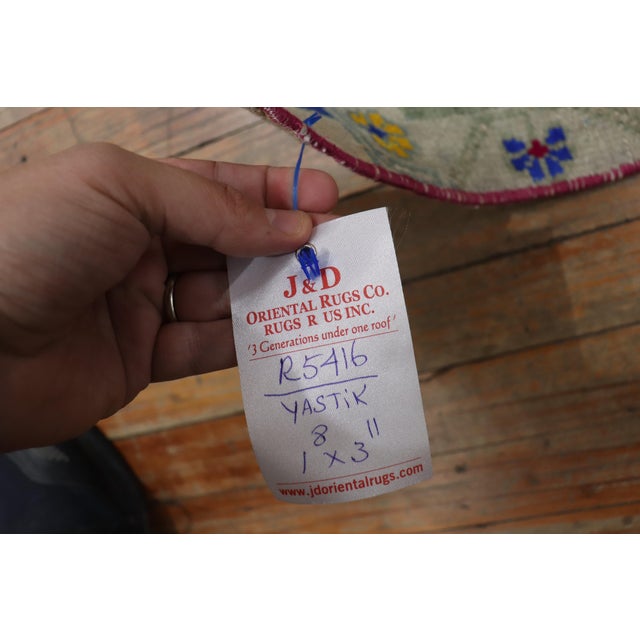 J & D
ORIENTAL RUGS CO.
RUGS R US INC.
'3 Generations under one roof'
R5416
YASTiK
1 8 x 3 11
www.jdorientalrugs.com